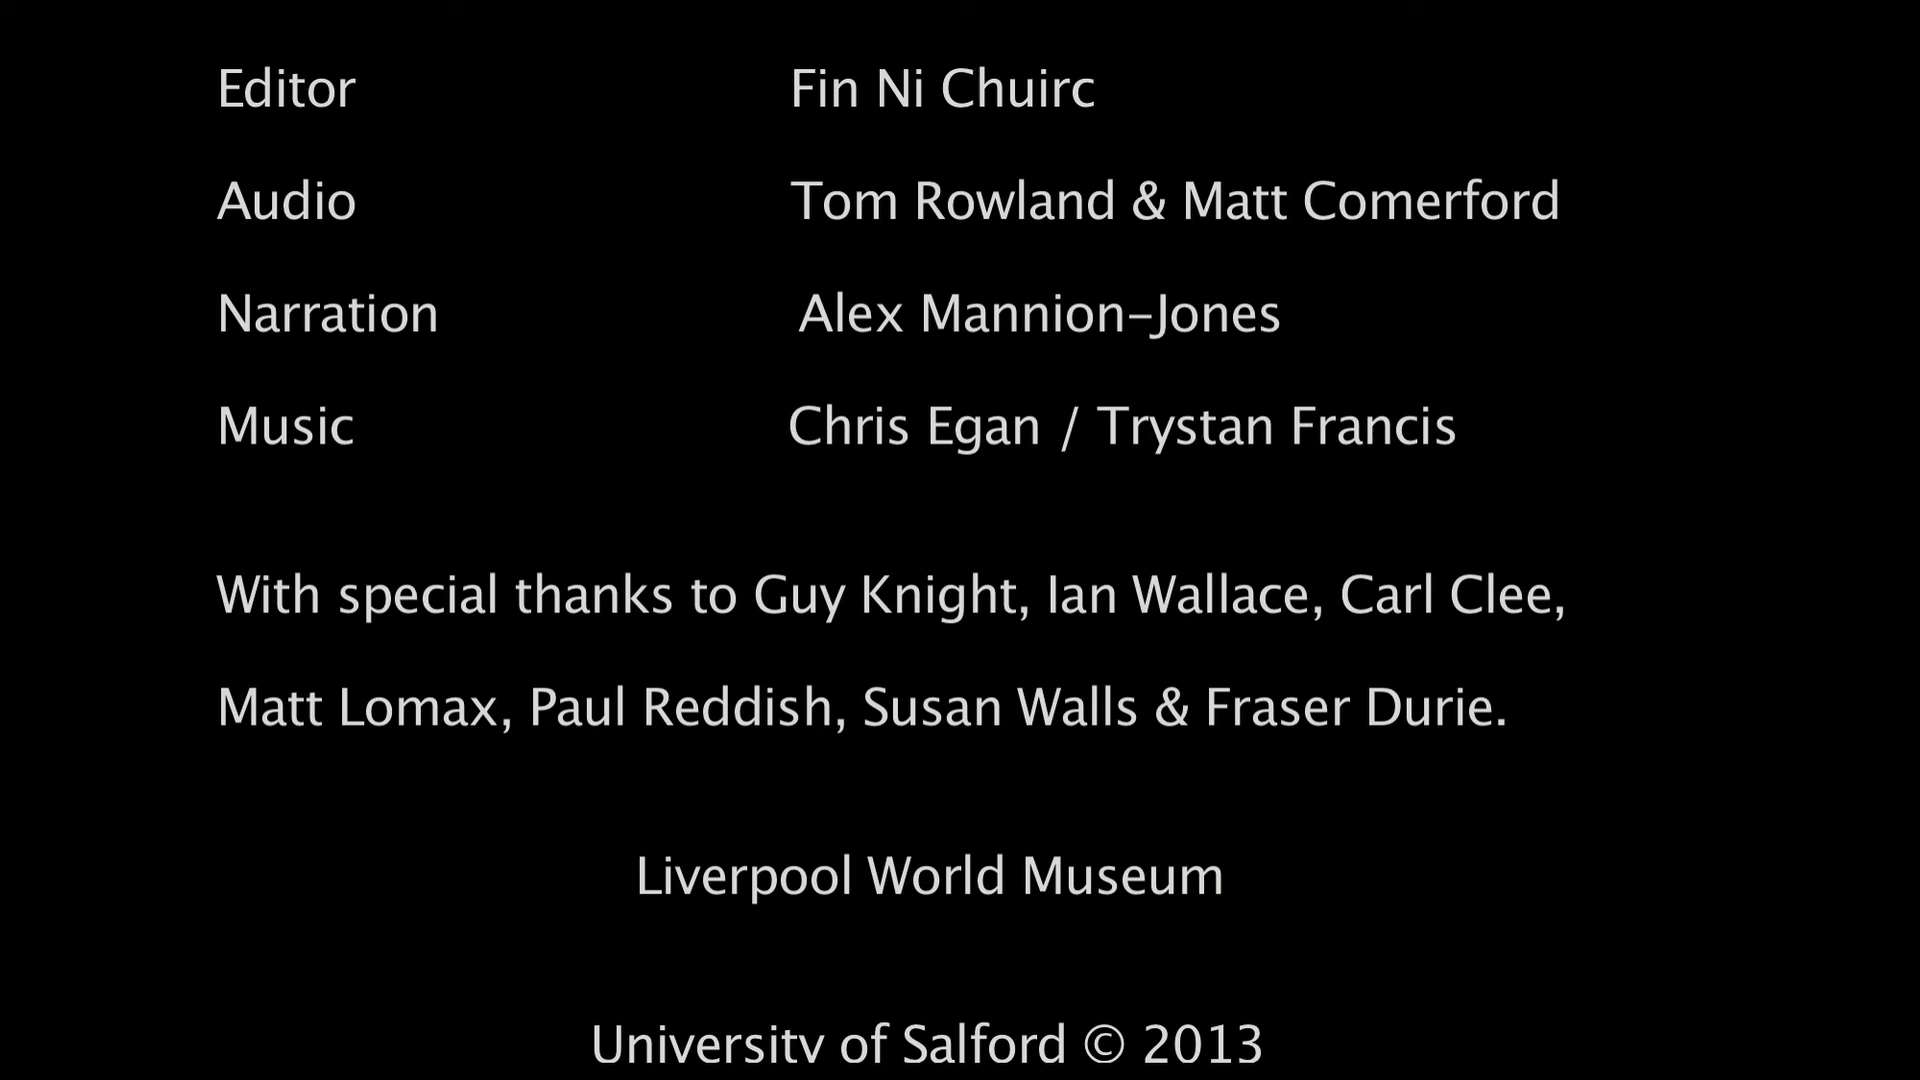 Editor Fin Ni Chuirc
Audio Tom Rowland & Matt Comerford
Narration Alex Mannion-Jones
Music Chris Egan / Trystan Francis
With special thanks to Guy Knight, Ian Wallace, Carl Clee,
Matt Lomax, Paul Reddish, Susan Walls & Fraser Durie.
Liverpool World Museum
University of Salford © 2013